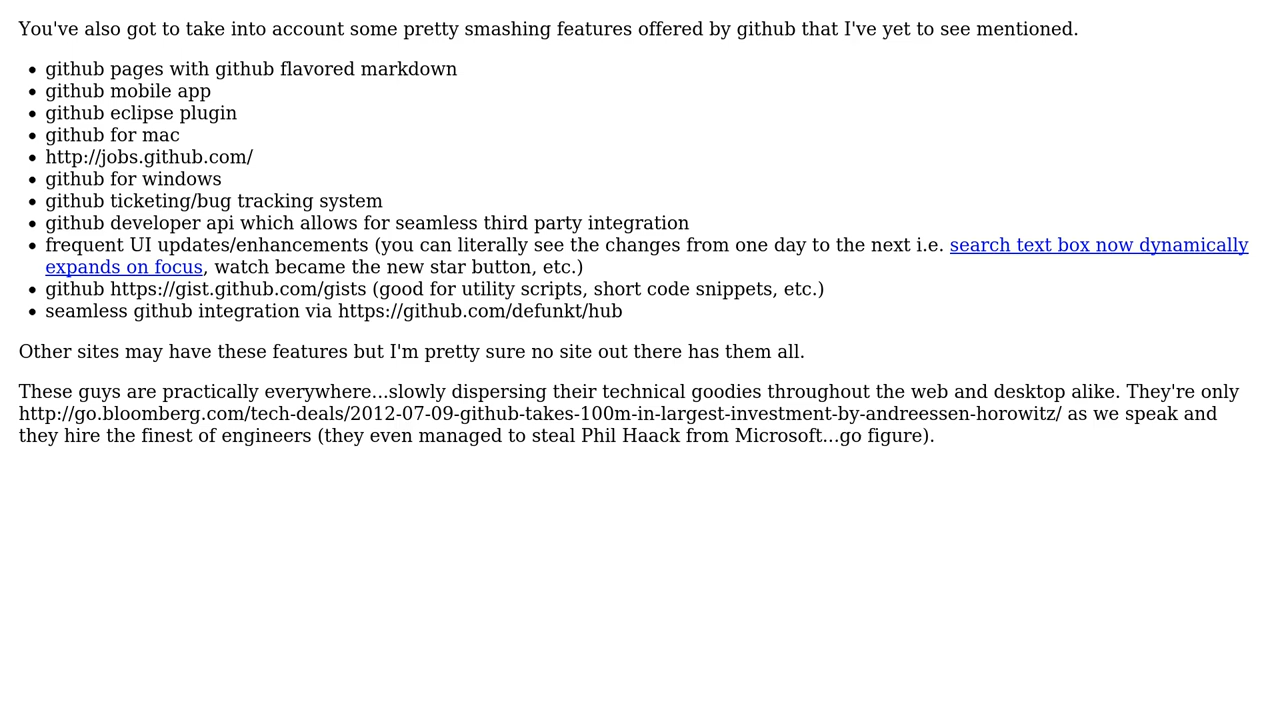 You've also got to take into account some pretty smashing features offered by github that I've yet to see mentioned.
• github pages with github flavored markdown
• github mobile app
• github eclipse plugin
• github for mac
• http://jobs.github.com/
• github for windows
• github ticketing/bug tracking system
• github developer api which allows for seamless third party integration
• frequent UI updates/enhancements (you can literally see the changes from one day to the next i.e. search text box now dynamically
expands on focus, watch became the new star button, etc.)
• github https://gist.github.com/gists (good for utility scripts, short code snippets, etc.)
• seamless github integration via https://github.com/defunkt/hub
Other sites may have these features but I'm pretty sure no site out there has them all.
These guys are practically everywhere...slowly dispersing their technical goodies throughout the web and desktop alike. They're only
http://go.bloomberg.com/tech-deals/2012-07-09-github-takes-100m-in-largest-investment-by-andreessen-horowitz/ as we speak and
they hire the finest of engineers (they even managed to steal Phil Haack from Microsoft...go figure).